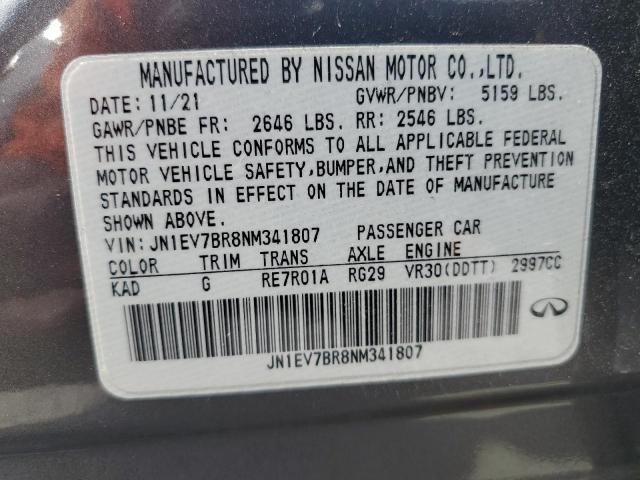 MANUFACTURED BY NISSAN MOTOR CO.,LTD.
DATE: 11/21 GVWR/PNBV: 5159 LBS.
GAWR/PNBE FR: 2646 LBS. RR: 2546 LBS.
THIS VEHICLE CONFORMS TO ALL APPLICABLE FEDERAL
MOTOR VEHICLE SAFETY,BUMPER,AND THEFT PREVENTION
STANDARDS IN EFFECT ON THE DATE OF MANUFACTURE
SHOWN ABOVE.
VIN: JN1EV7BR8NM341807 PASSENGER CAR
COLOR TRIM TRANS AXLE ENGINE
KAD G RE7R01A RG29 VR30(DDTT) 2997CC
JN1EV7BR8NM341807